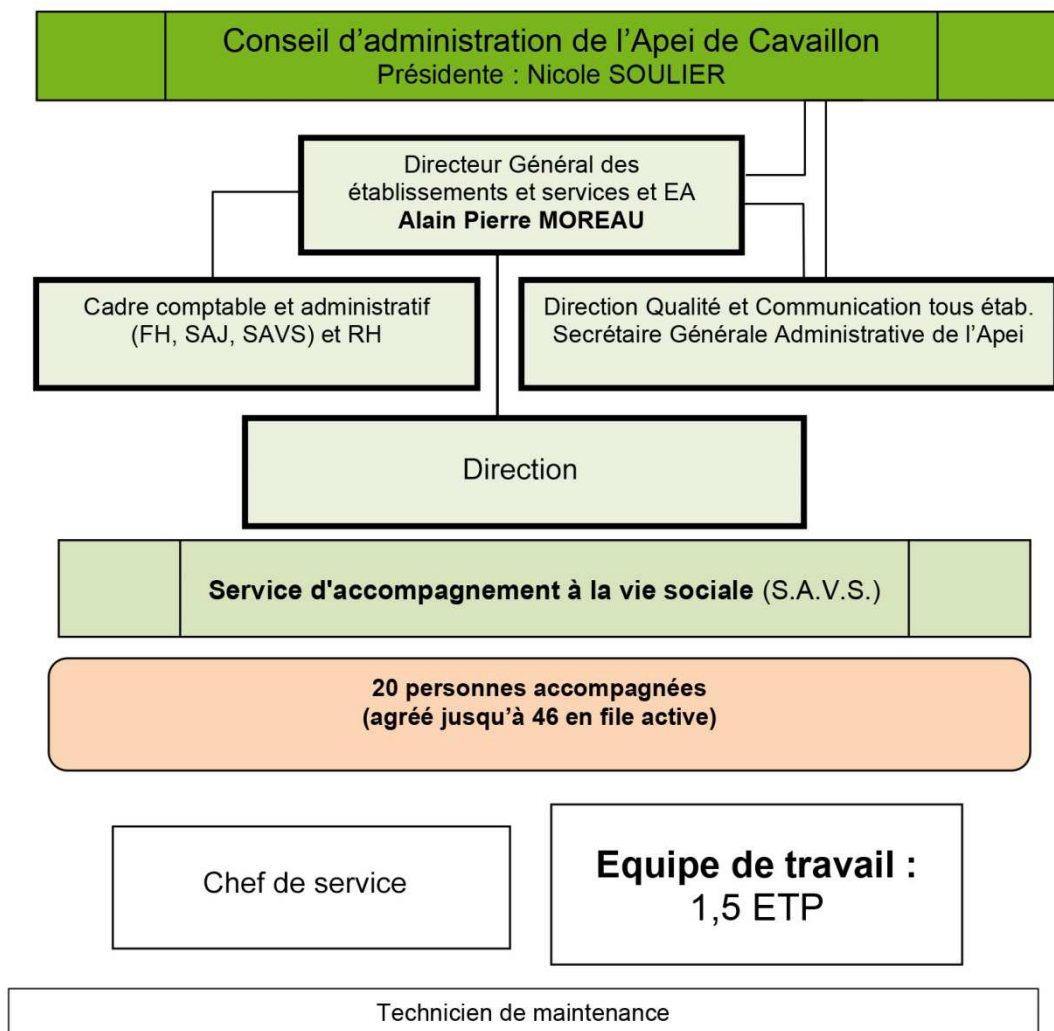 Conseil d’administration de l’Apei de Cavaillon
Présidente : Nicole SOULIER
Directeur Général des
établissements et services et EA
Alain Pierre MOREAU
Cadre comptable et administratif
(FH, SAJ, SAVS) et RH
Direction Qualité et Communication tous étab.
Secrétaire Générale Administrative de l’Apei
Direction
Service d'accompagnement à la vie sociale (S.A.V.S.)
20 personnes accompagnées
(agréé jusqu’à 46 en file active)
Chef de service
Equipe de travail :
1,5 ETP
Technicien de maintenance